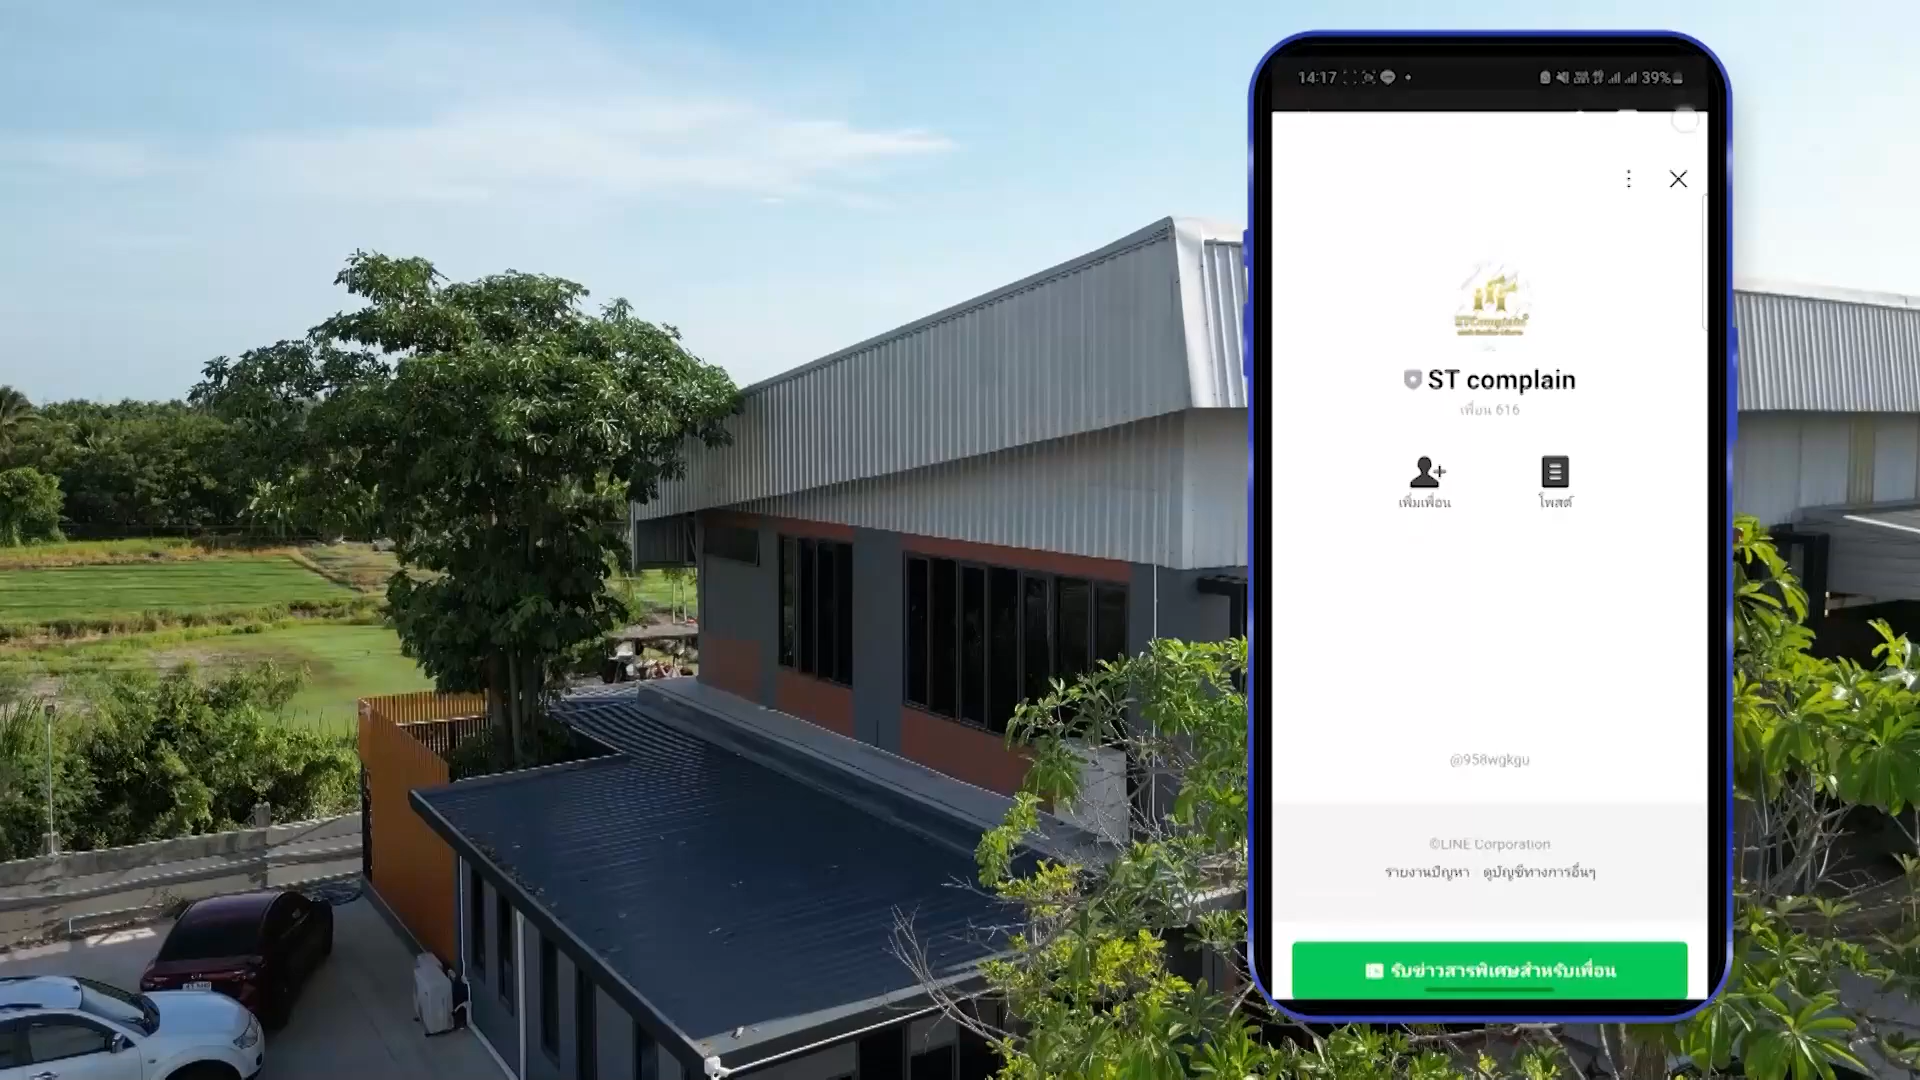 14:17
39%
STComplain
ST complain
เพื่อน 616
เพิ่มเพื่อน
โพสต์
@958wgkgu
©LINE Corporation
รายงานปัญหา ดูบัญชีทางการอื่นๆ
รับข่าวสารพิเศษสำหรับเพื่อน